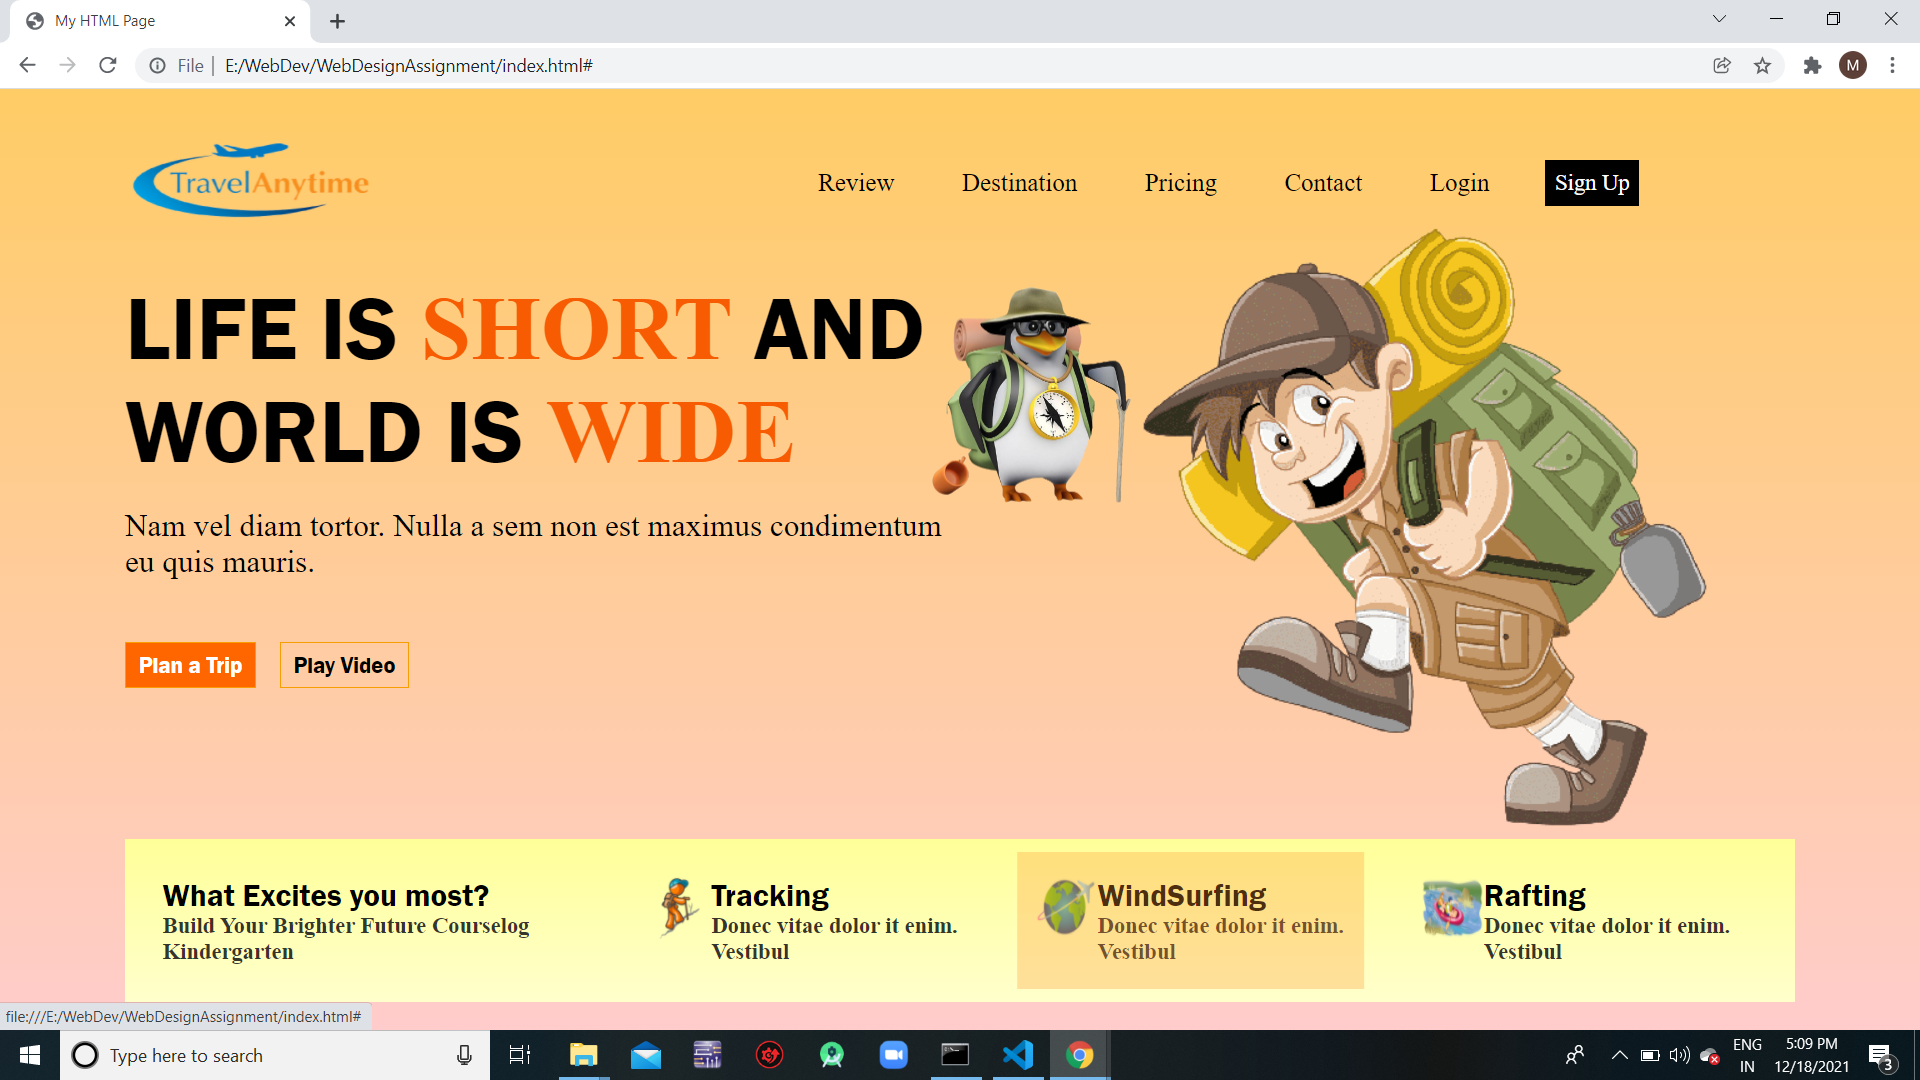 My HTML Page
File
E:/WebDev/WebDesignAssignment/index.html#
M
TravelAnytime
Review
Destination
Pricing
Contact
Login
Sign Up
LIFE IS SHORT AND
WORLD IS WIDE
Nam vel diam tortor. Nulla a sem non est maximus condimentum
eu quis mauris.
Plan a Trip
Play Video
What Excites you most?
Build Your Brighter Future Courselog
Kindergarten
Tracking
Donec vitae dolor it enim.
Vestibul
WindSurfing
Donec vitae dolor it enim.
Vestibul
Rafting
Donec vitae dolor it enim.
Vestibul
file:///E:/WebDev/WebDesignAssignment/index.html#
Type here to search
ENG
IN
5:09 PM
12/18/2021
3